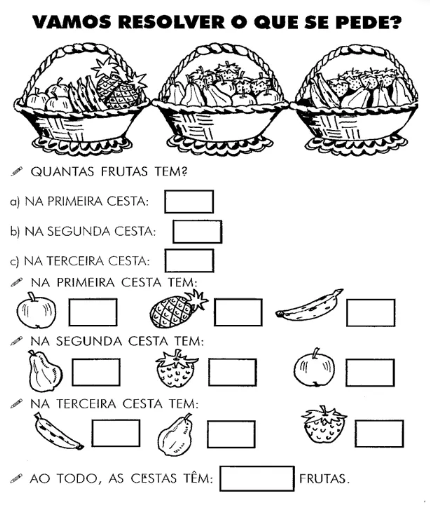 VAMOS RESOLVER O QUE SE PEDE?
QUANTAS FRUTAS TEM?
a) NA PRIMEIRA CESTA:
b) NA SEGUNDA CESTA:
c) NA TERCEIRA CESTA:
NA PRIMEIRA CESTA TEM:
NA SEGUNDA CESTA TEM:
NA TERCEIRA CESTA TEM:
AO TODO, AS CESTAS TÊM: FRUTAS.